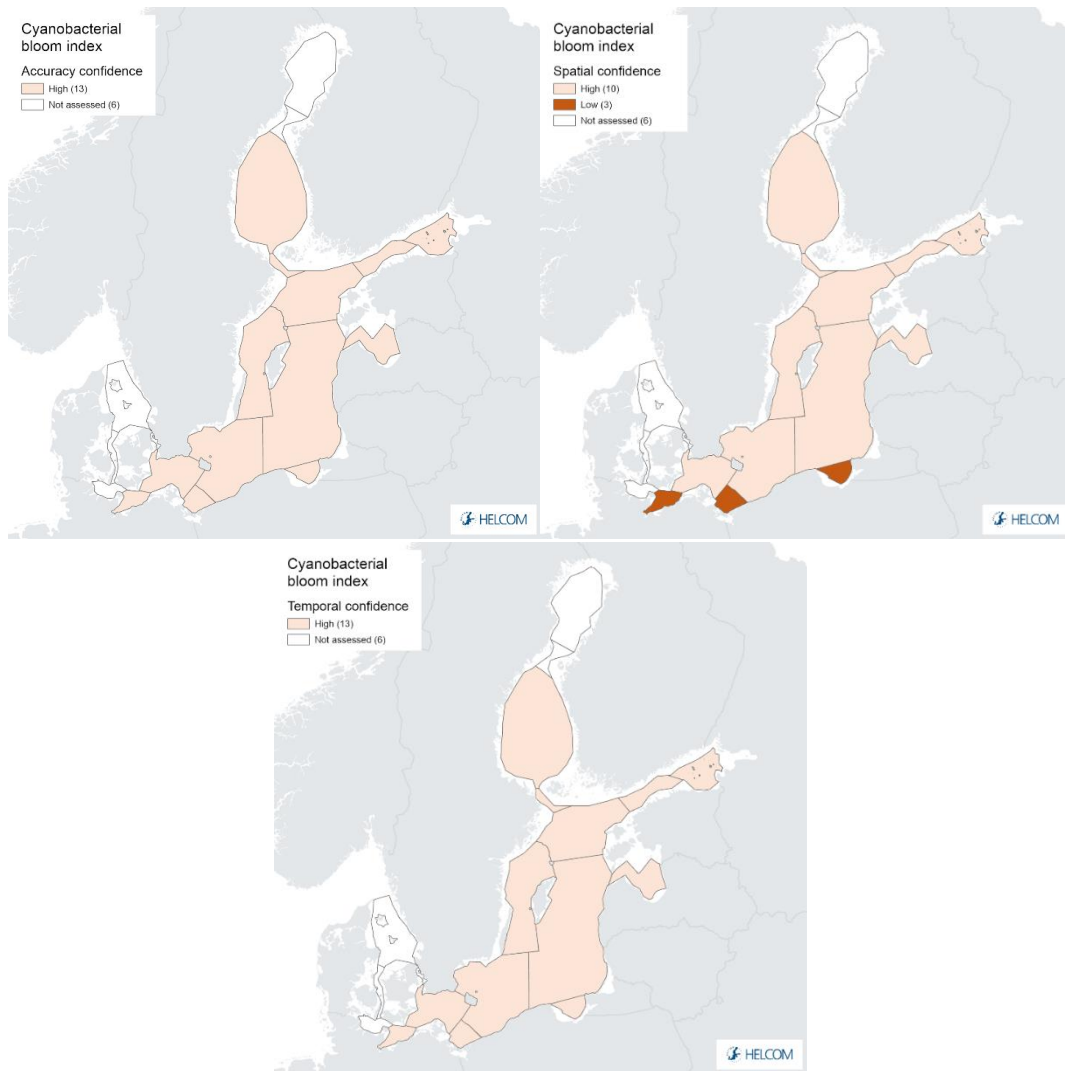 Cyanobacterial
bloom index
Accuracy confidence
High (13)
Not assessed (6)
HELCOM
Cyanobacterial
bloom index
Spatial confidence
High (10)
Low (3)
Not assessed (6)
HELCOM
Cyanobacterial
bloom index
Temporal confidence
High (13)
Not assessed (6)
HELCOM